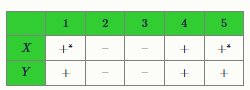 1 2 3 4 5
X +* − − + +*
Y + − − + +